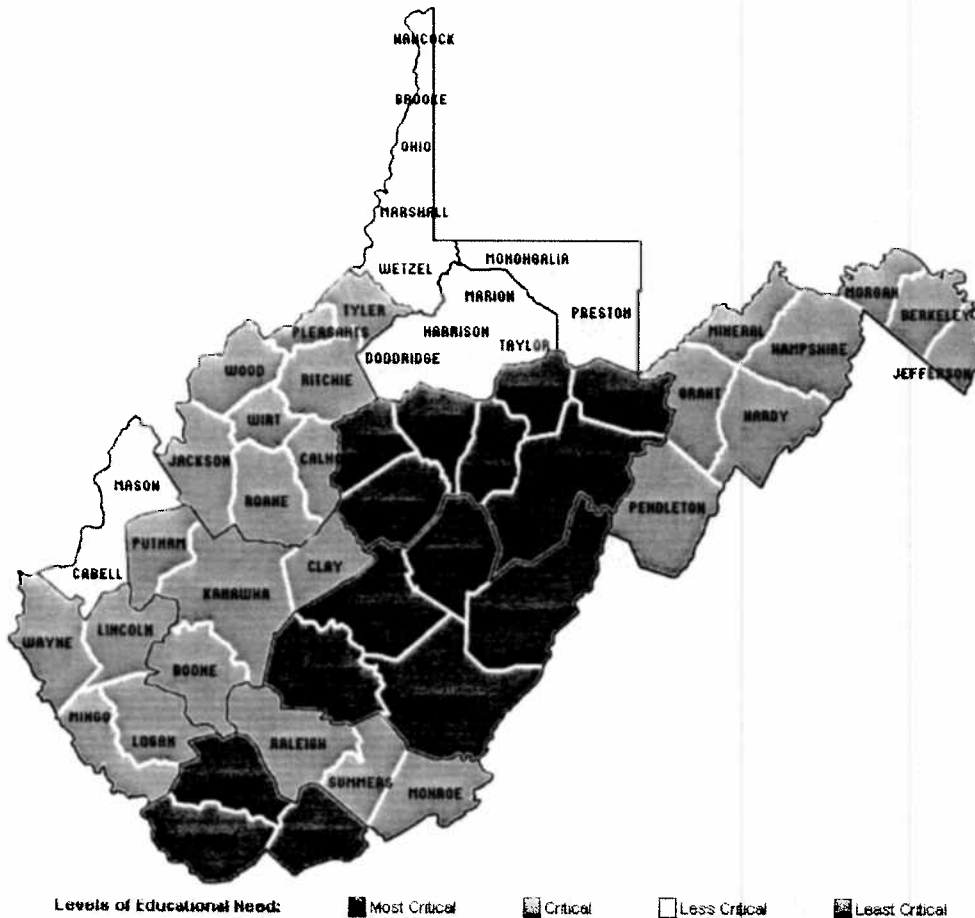 HANCOCK
BROOKE
OHIO
MARSHALL
WETZEL
MONONGALIA
MARION
PRESTON
TYLER
HARRISON
TAYLOR
DODDRIDGE
PLEASANTS
WOOD
RITCHIE
WIRT
CALHO
JACKSON
ROANE
MASON
PUTNAM
CABELL
KANAWHA
CLAY
WAYNE
LINCOLN
BOONE
MINGO
LOGAN
RALEIGH
SUMMERS
MONROE
MORGAN
BERKELEY
MINERAL
HAMPSHIRE
JEFFERSON
GRANT
HARDY
PENDLETON
Levels of Educational Need: Most Critical Critical Less Critical Least Critical